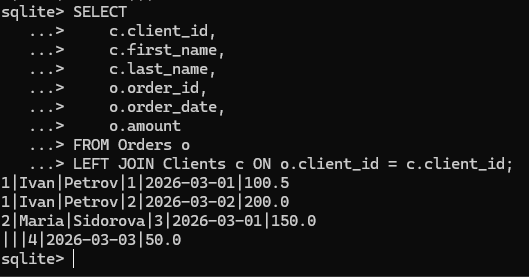 sqlite> SELECT
   ...>     c.client_id,
   ...>     c.first_name,
   ...>     c.last_name,
   ...>     o.order_id,
   ...>     o.order_date,
   ...>     o.amount
   ...> FROM Orders o
   ...> LEFT JOIN Clients c ON o.client_id = c.client_id;
1|Ivan|Petrov|1|2026-03-01|100.5
1|Ivan|Petrov|2|2026-03-02|200.0
2|Maria|Sidorova|3|2026-03-01|150.0
|||4|2026-03-03|50.0
sqlite>